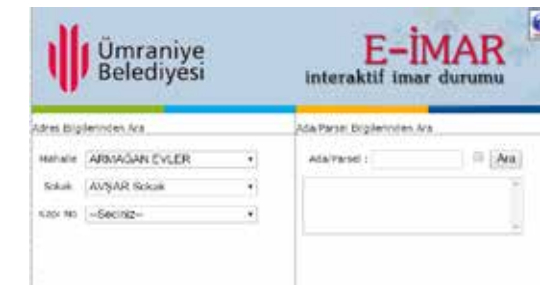 Ümraniye
Belediyesi
E-İMAR
interaktif imar durumu
Adres Bilgilerinden Ara
Mahalle ARMAĞAN EVLER
Sokak AVŞAR Sokak
Kapı No --Seciniz--
Ada/Parsel Bilgilerinden Ara
Ada/Parsel : Ara